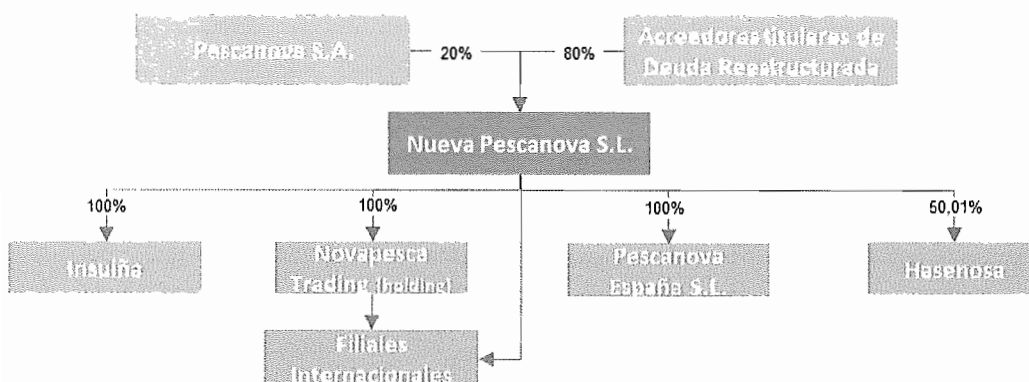 Pescanova S.A.
20%
80%
Acreedores titulares de
Deuda Reestructurada
Nueva Pescanova S.L.
100%
100%
100%
50,01%
Insuiña
Novapesca
Trading (holding)
Pescanova
España S.L.
Hasenosa
Filiales
Internacionales